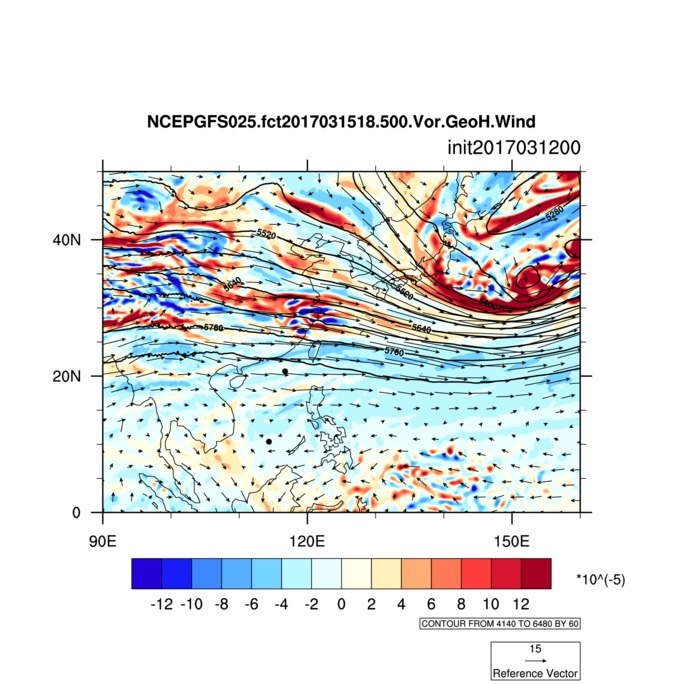 NCEPGFS025.fct2017031518.500.Vor.GeoH.Wind
init2017031200
5280
40N
5520
5640
5500
5760
5640
5760
20N
0
90E
120E
150E
*10^(-5)
-12 -10 -8 -6 -4 -2 0 2 4 6 8 10 12
CONTOUR FROM 4140 TO 6480 BY 60
15
Reference Vector